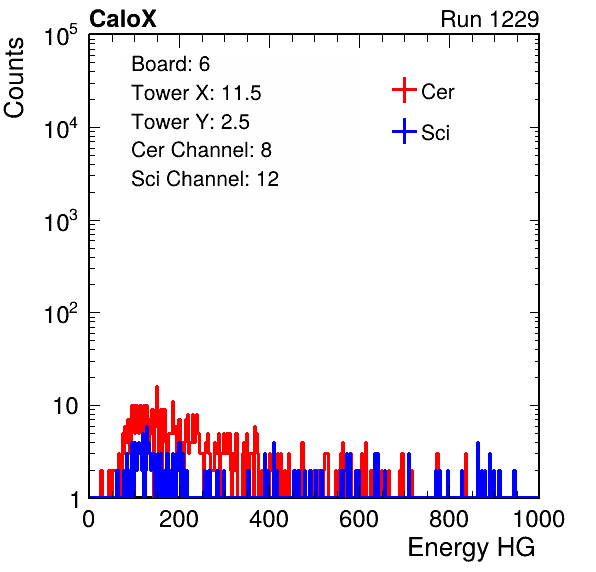 CaloX Run 1229
Counts
Board: 6
Tower X: 11.5
Tower Y: 2.5
Cer Channel: 8
Sci Channel: 12
Cer
Sci
10^5
10^4
10^3
10^2
10
1
0 200 400 600 800 1000
Energy HG